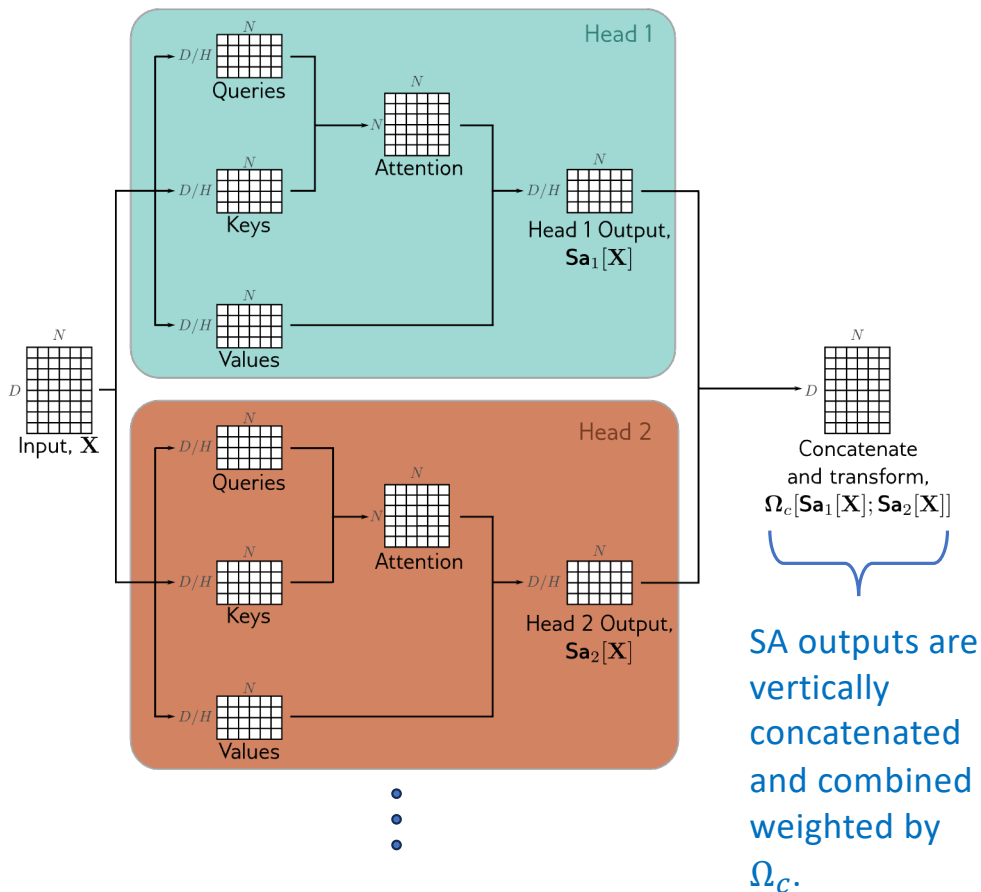 Head 1
N
D/H
Queries
N
N
Attention
N
D/H
Keys
N
D/H
Head 1 Output,
Sa₁[X]
N
D/H
Values
N
D
Input, X
Head 2
N
D/H
Queries
N
N
Attention
N
D/H
Keys
N
D/H
Head 2 Output,
Sa₂[X]
N
D/H
Values
N
D
Concatenate
and transform,
Ω_c[Sa₁[X]; Sa₂[X]]
SA outputs are
vertically
concatenated
and combined
weighted by
Ω_c.